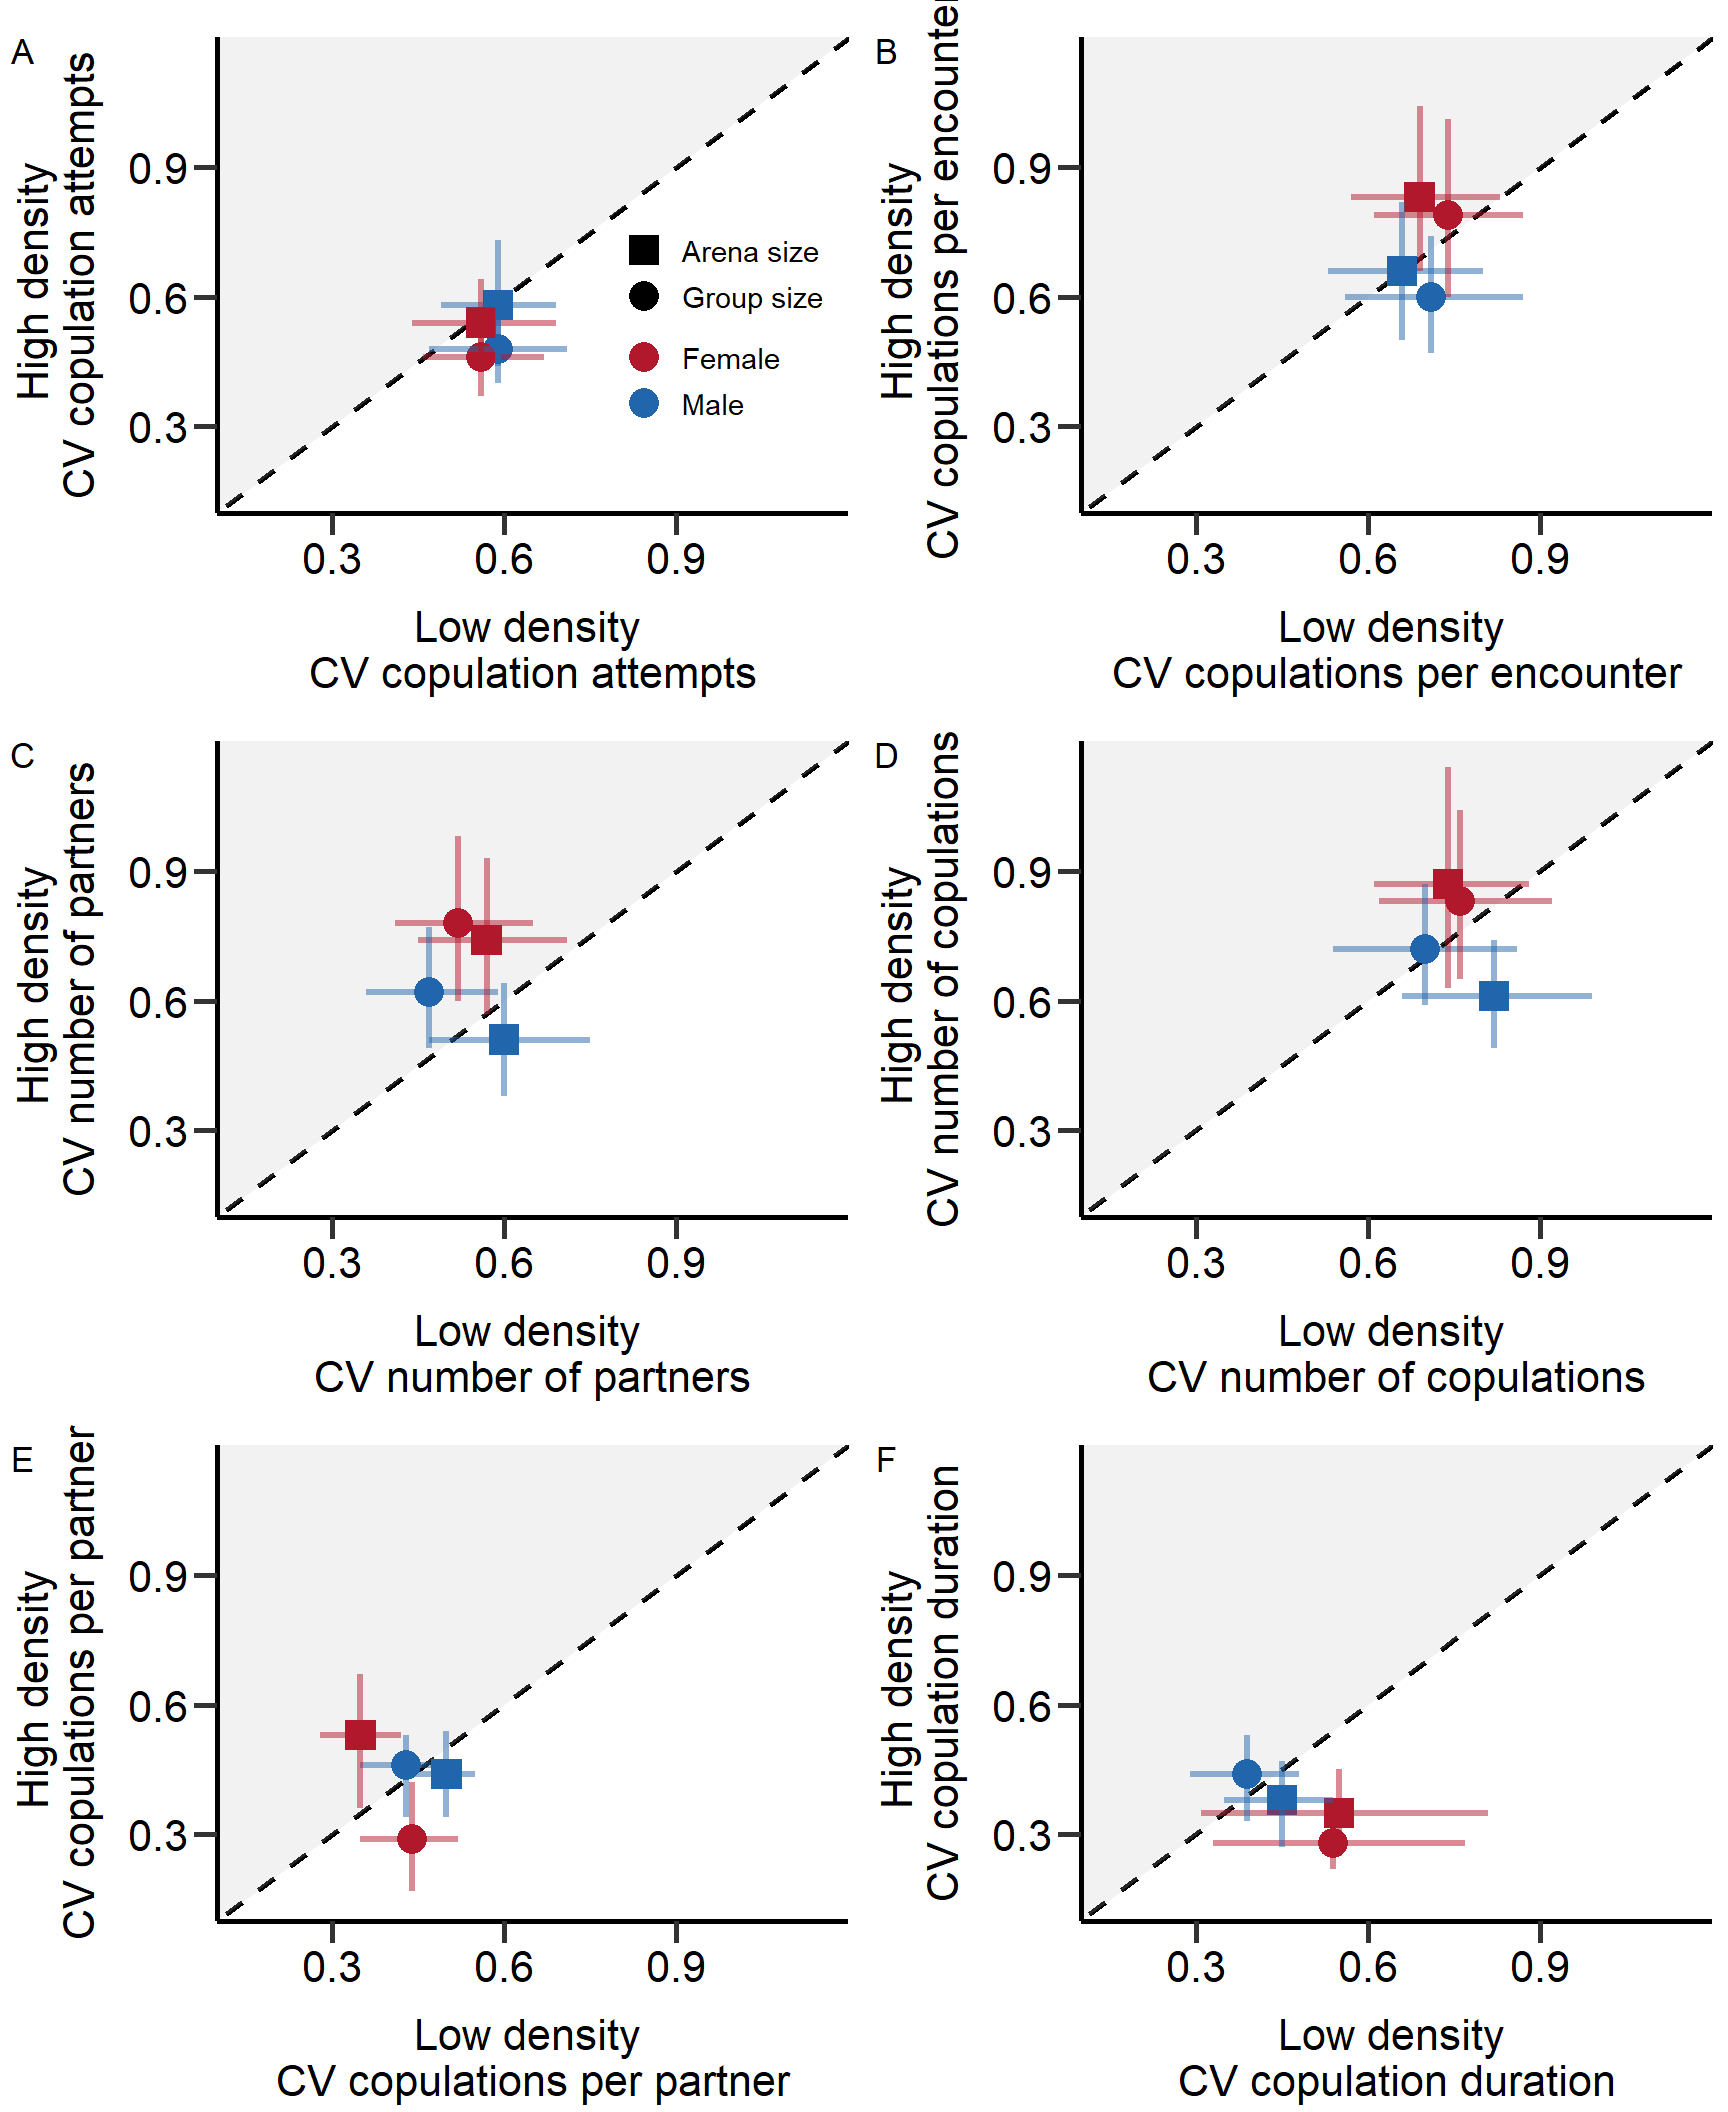 A
High density
CV copulation attempts
0.9
0.6
0.3
Arena size
Group size
Female
Male
0.3 0.6 0.9
Low density
CV copulation attempts
B
High density
CV copulations per encounter
0.9
0.6
0.3
0.3 0.6 0.9
Low density
CV copulations per encounter
C
High density
CV number of partners
0.9
0.6
0.3
0.3 0.6 0.9
Low density
CV number of partners
D
High density
CV number of copulations
0.9
0.6
0.3
0.3 0.6 0.9
Low density
CV number of copulations
E
High density
CV copulations per partner
0.9
0.6
0.3
0.3 0.6 0.9
Low density
CV copulations per partner
F
High density
CV copulation duration
0.9
0.6
0.3
0.3 0.6 0.9
Low density
CV copulation duration